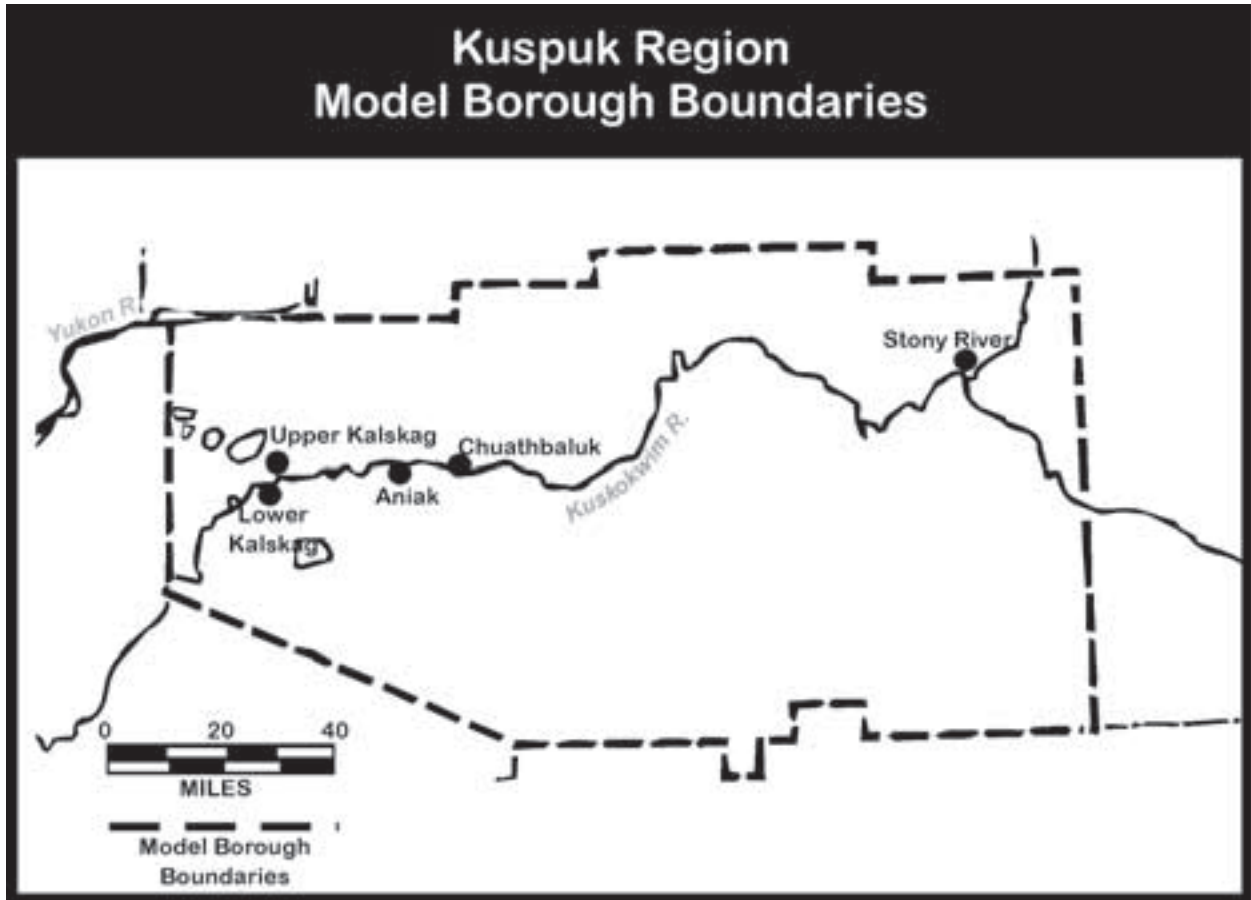 Kuspuk Region
Model Borough Boundaries
Yukon R.
Stony River
Upper Kalskag
Chuathbaluk
Kuskokwim R.
Aniak
Lower
Kalskag
0 20 40
MILES
Model Borough
Boundaries